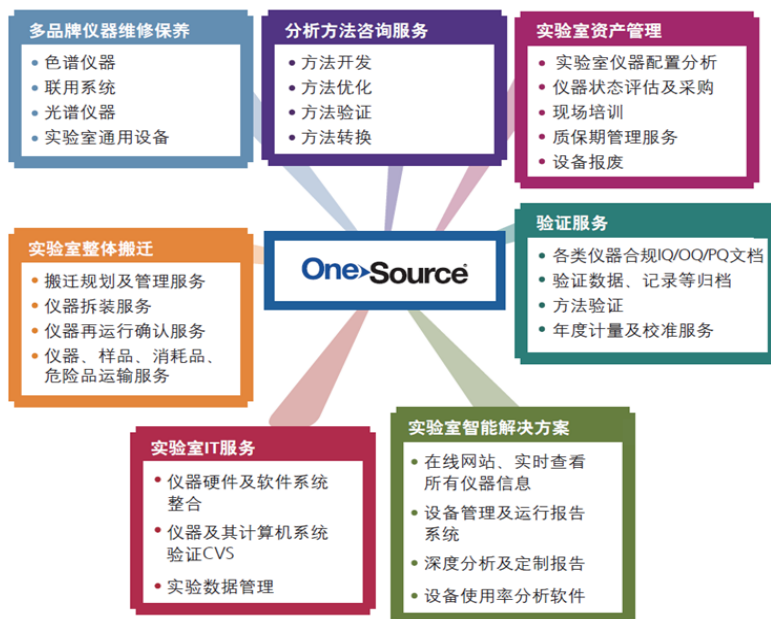 多品牌仪器维修保养
色谱仪器
联用系统
光谱仪器
实验室通用设备
分析方法咨询服务
方法开发
方法优化
方法验证
方法转换
实验室资产管理
实验室仪器配置分析
仪器状态评估及采购
现场培训
质保期管理服务
设备报废
实验室整体搬迁
搬迁规划及管理服务
仪器拆装服务
仪器再运行确认服务
仪器、样品、消耗品、
危险品运输服务
OneSource
验证服务
各类仪器合规IQ/OQ/PQ文档
验证数据、记录等归档
方法验证
年度计量及校准服务
实验室IT服务
仪器硬件及软件系统
整合
仪器及其计算机系统
验证CVS
实验数据管理
实验室智能解决方案
在线网站、实时查看
所有仪器信息
设备管理及运行报告
系统
深度分析及定制报告
设备使用率分析软件